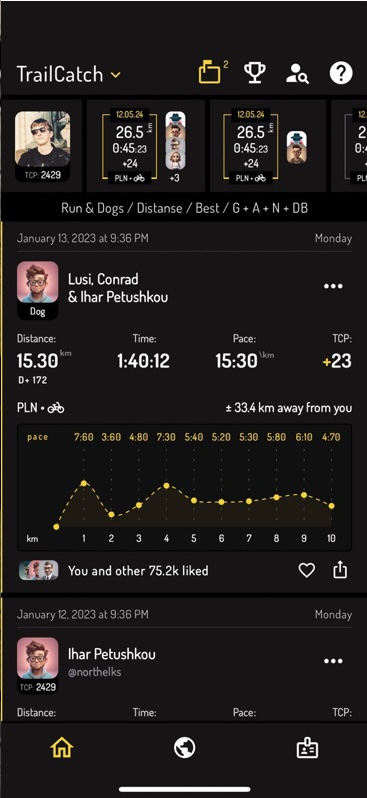 TrailCatch
2
TCP: 2429
12.05.24
26.5 km
0:45:23
+24
PLN •
+3
12.05.24
26.5 km
0:45:23
+24
PLN •
Run & Dogs / Distanse / Best / G + A + N + DB
January 13, 2023 at 9:36 PM Monday
Lusi, Conrad
& Ihar Petushkou
Dog
Distance: Time: Pace: TCP:
15.30 km 1:40:12 15:30 \km +23
D+ 172
PLN • ± 33.4 km away from you
pace 7:60 3:60 4:80 7:30 5:40 5:20 5:30 5:80 6:10 4:70
km 1 2 3 4 5 6 7 8 9 10
You and other 75.2k liked
January 12, 2023 at 9:36 PM Monday
Ihar Petushkou
@northelks
TCP: 2429
Distance: Time: Pace: TCP: